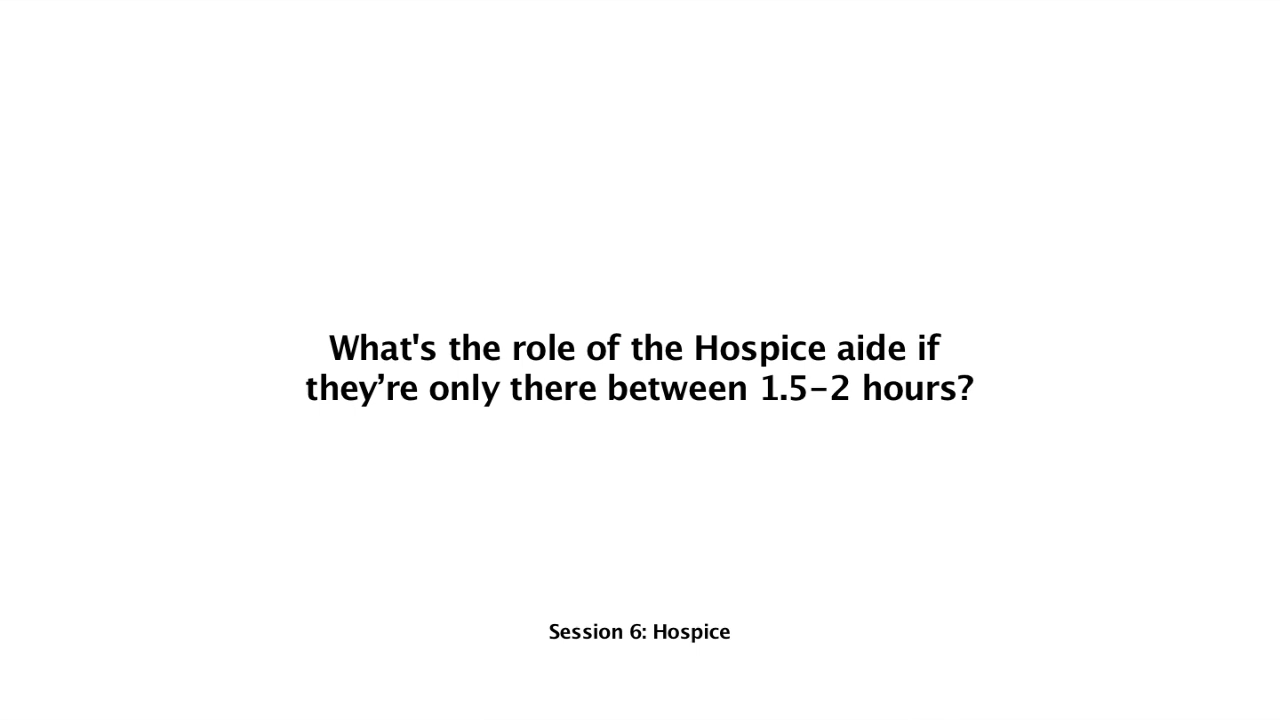 What's the role of the Hospice aide if
they’re only there between 1.5–2 hours?
Session 6: Hospice